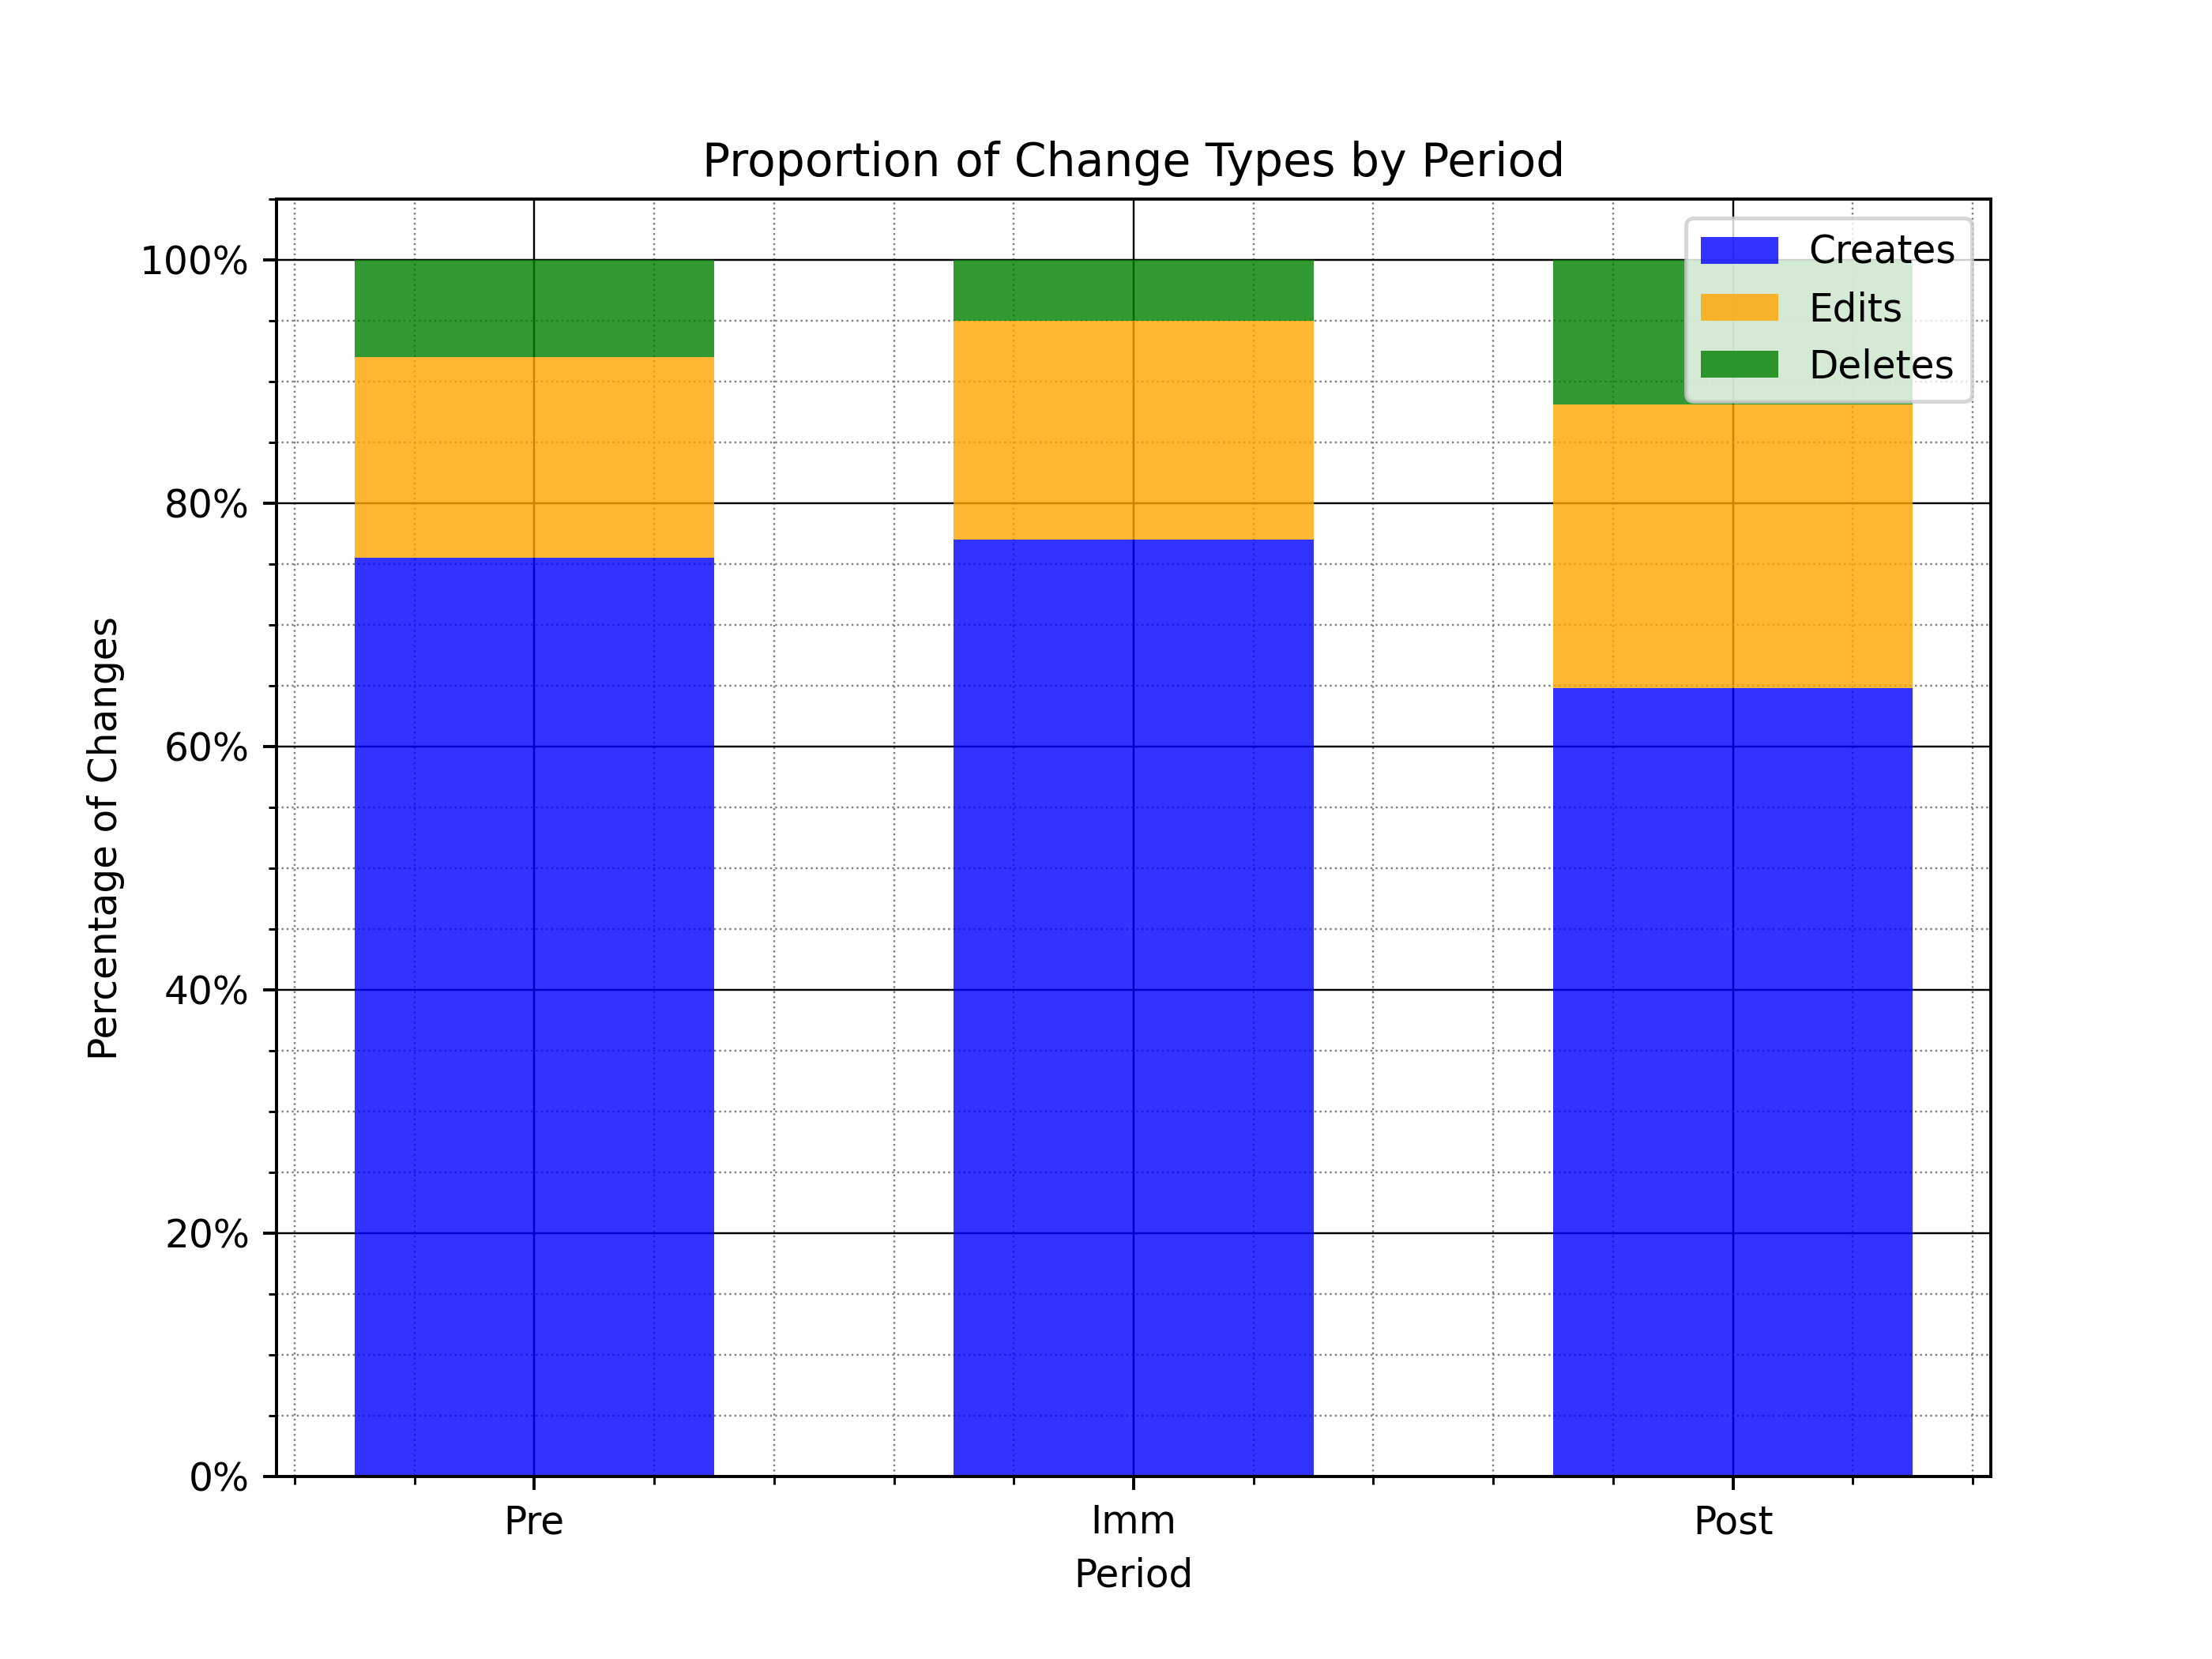 Proportion of Change Types by Period
Creates
Edits
Deletes
100%
80%
60%
40%
20%
0%
Percentage of Changes
Pre
Imm
Post
Period